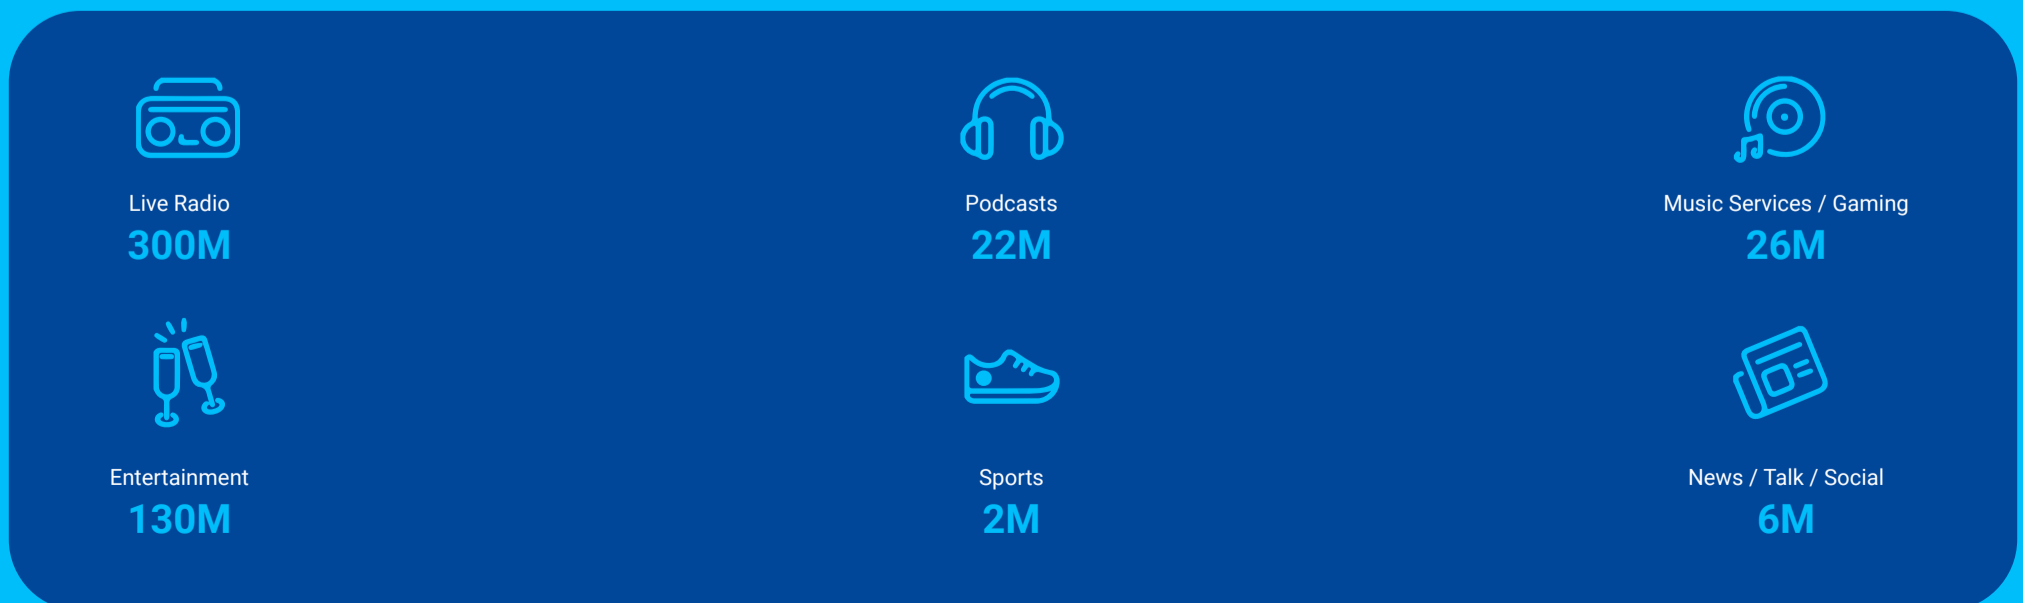 Live Radio
300M
Podcasts
22M
Music Services / Gaming
26M
Entertainment
130M
Sports
2M
News / Talk / Social
6M